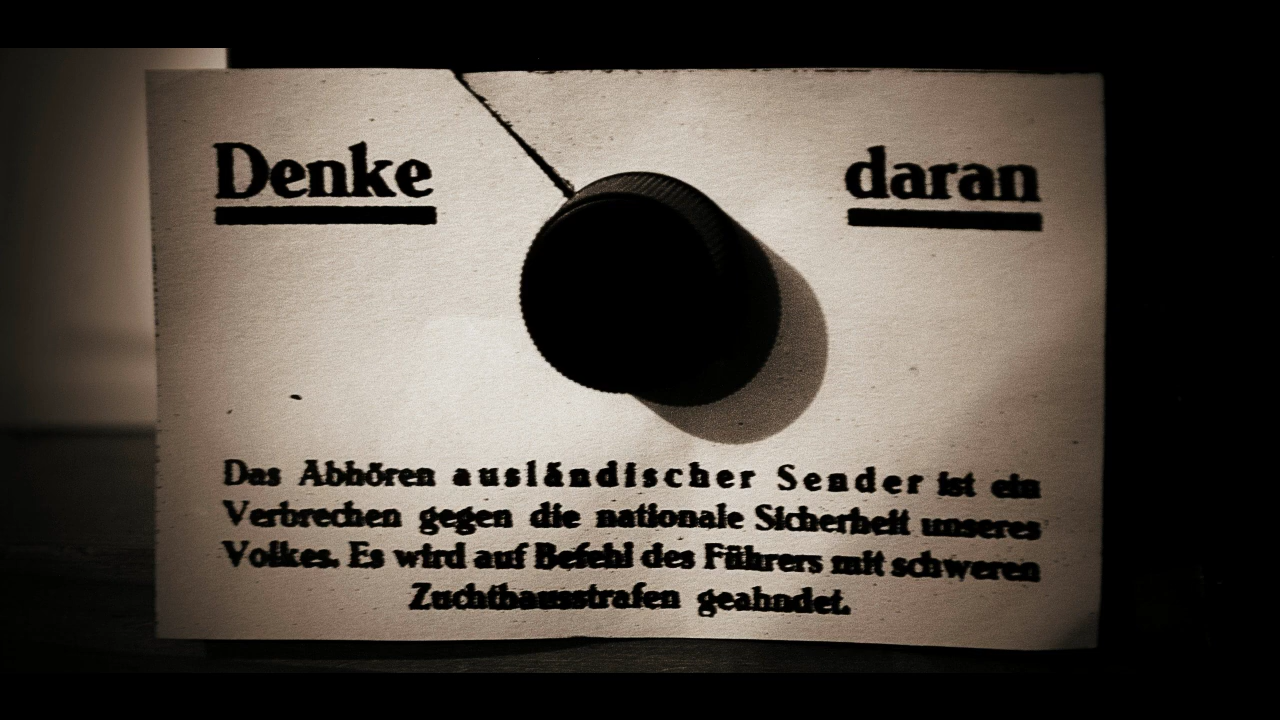 Denke daran
Das Abhören ausländischer Sender ist ein
Verbrechen gegen die nationale Sicherheit unseres
Volkes. Es wird auf Befehl des Führers mit schweren
Zuchthausstrafen geahndet.